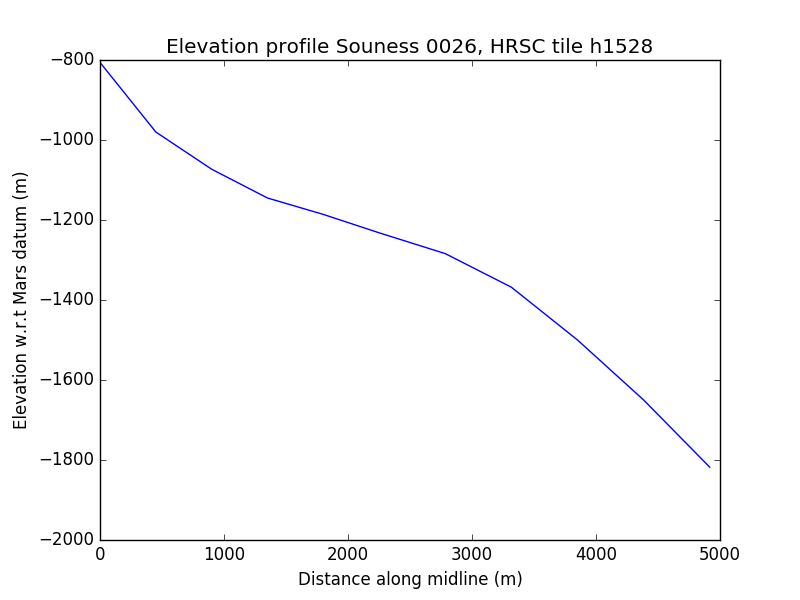 Elevation profile Souness 0026, HRSC tile h1528
−800
−1000
−1200
−1400
−1600
−1800
−2000
Elevation w.r.t Mars datum (m)
0 1000 2000 3000 4000 5000
Distance along midline (m)